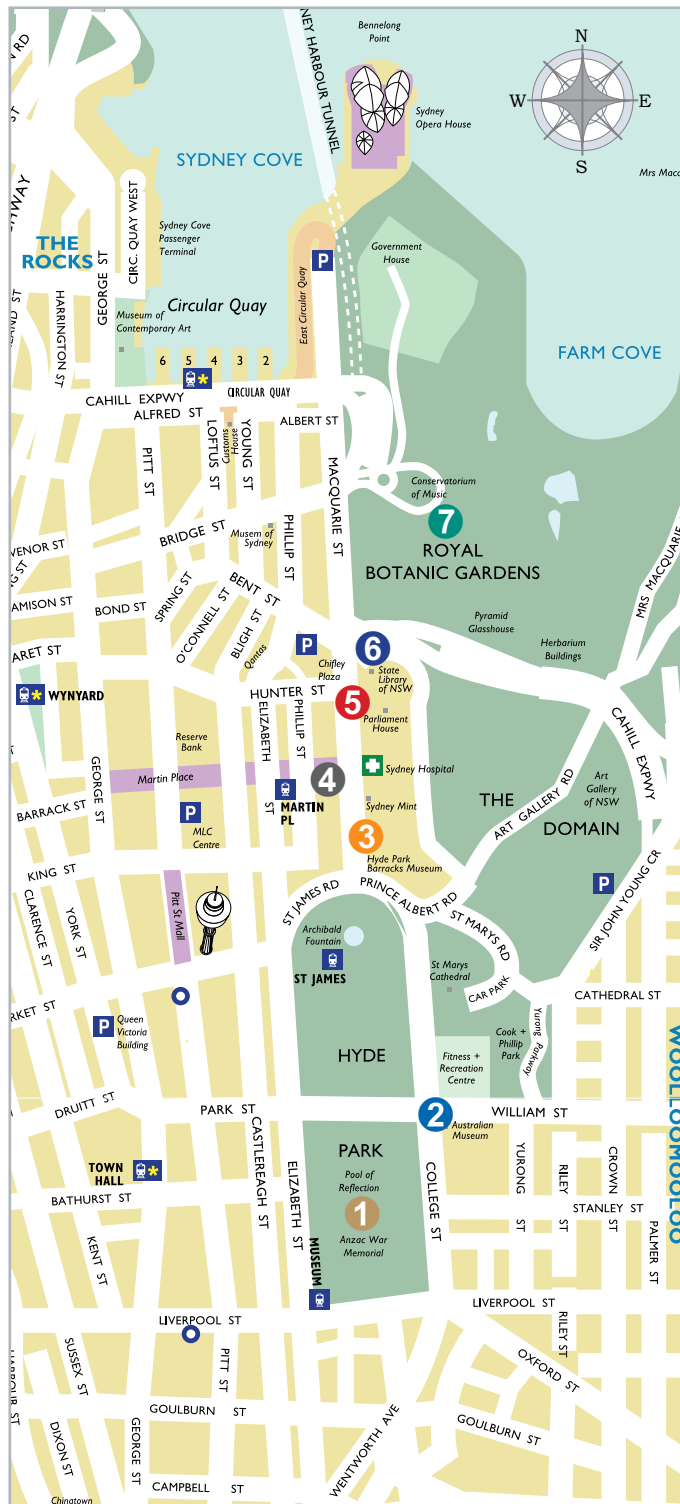 N
W
E
S
Bennelong
Point
NEY HARBOUR TUNNEL
Sydney
Opera House
SYDNEY COVE
Mrs Macq
THE
ROCKS
HWAY
GEORGE ST
CIRC. QUAY WEST
Sydney Cove
Passenger
Terminal
Government
House
P
HARRINGTON ST
Circular Quay
East Circular Quay
Museum of
Contemporary Art
FARM COVE
6
5
4
3
2
CAHILL EXPWY
CIRCULAR QUAY
ALFRED ST
ALBERT ST
PITT ST
LOFTUS ST
Customs
House
YOUNG ST
MACQUARIE ST
Conservatorium
of Music
7
ROYAL
BOTANIC GARDENS
BRIDGE ST
Musem of
Sydney
PHILLIP ST
VENOR ST
AMISON ST
BOND ST
SPRING ST
O'CONNELL ST
BENT ST
BLIGH ST
Qantas
P
Chifley
Plaza
6
State
Library
of NSW
Pyramid
Glasshouse
Herbarium
Buildings
MRS MACQUARIE
ARET ST
WYNYARD
HUNTER ST
5
Parliament
House
CAHILL EXPWY
ELIZABETH
ST
PHILLIP ST
Reserve
Bank
Martin Place
GEORGE ST
BARRACK ST
P
MLC
Centre
MARTIN
PL
4
Sydney Hospital
Sydney Mint
3
Hyde Park
Barracks Museum
THE
DOMAIN
ART GALLERY RD
Art
Gallery
of NSW
P
SIR JOHN YOUNG CR
KING ST
CLARENCE ST
YORK ST
Pitt St Mall
ST JAMES RD
PRINCE ALBERT RD
ST MARYS RD
Archibald
Fountain
ST JAMES
St Marys
Cathedral
CAR PARK
CATHEDRAL ST
RKET ST
P
Queen
Victoria
Building
HYDE
Fitness +
Recreation
Centre
Cook +
Phillip
Park
Yurong Parkway
WOOLLOOMOOLOO
DRUITT ST
PARK ST
2
WILLIAM ST
Australian
Museum
TOWN
HALL
BATHURST ST
CASTLEREAGH ST
ELIZABETH ST
PARK
Pool of
Reflection
1
Anzac War
Memorial
COLLEGE ST
YURONG
ST
RILEY
ST
CROWN
ST
STANLEY ST
PALMER ST
KENT ST
MUSEUM
LIVERPOOL ST
LIVERPOOL ST
RILEY ST
SUSSEX ST
PITT ST
OXFORD ST
HARBOUR ST
GOULBURN ST
GOULBURN ST
DIXON ST
GEORGE ST
WENTWORTH AVE
CAMPBELL ST
Chinatown